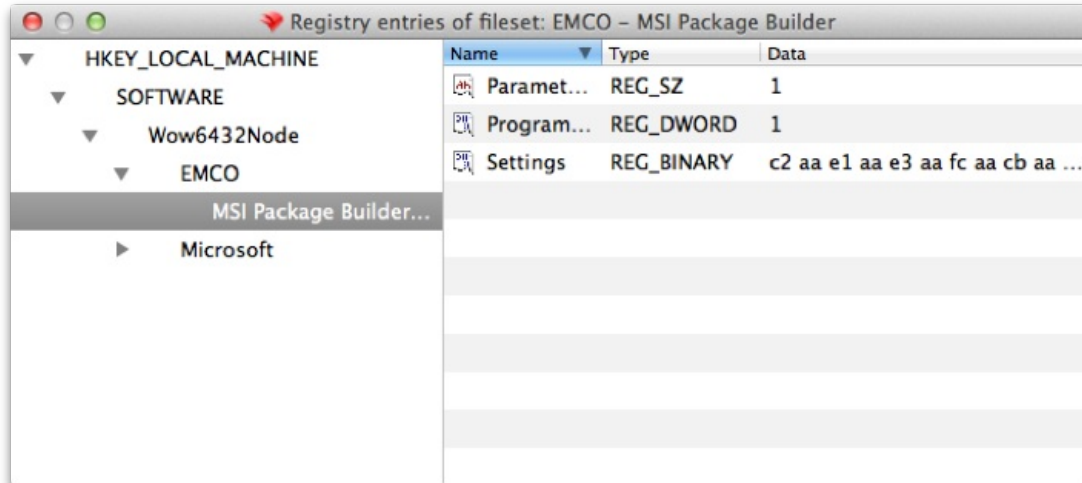 Registry entries of fileset: EMCO – MSI Package Builder
HKEY_LOCAL_MACHINE
SOFTWARE
Wow6432Node
EMCO
MSI Package Builder...
Microsoft
Name Type Data
Paramet... REG_SZ 1
Program... REG_DWORD 1
Settings REG_BINARY c2 aa e1 aa e3 aa fc aa cb aa ...